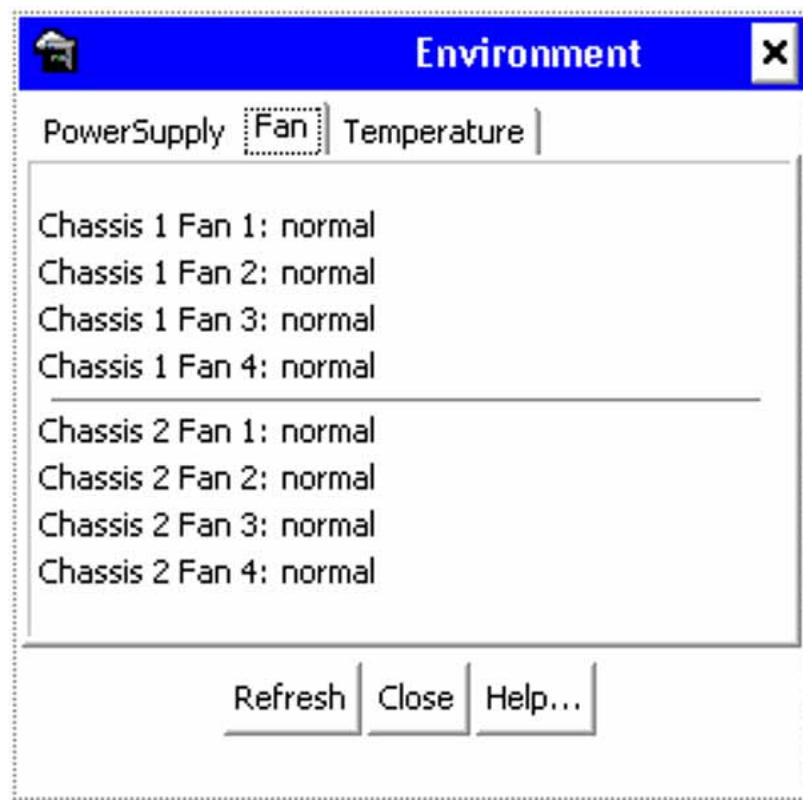 Environment
PowerSupply Fan Temperature
Chassis 1 Fan 1: normal
Chassis 1 Fan 2: normal
Chassis 1 Fan 3: normal
Chassis 1 Fan 4: normal
Chassis 2 Fan 1: normal
Chassis 2 Fan 2: normal
Chassis 2 Fan 3: normal
Chassis 2 Fan 4: normal
Refresh Close Help...